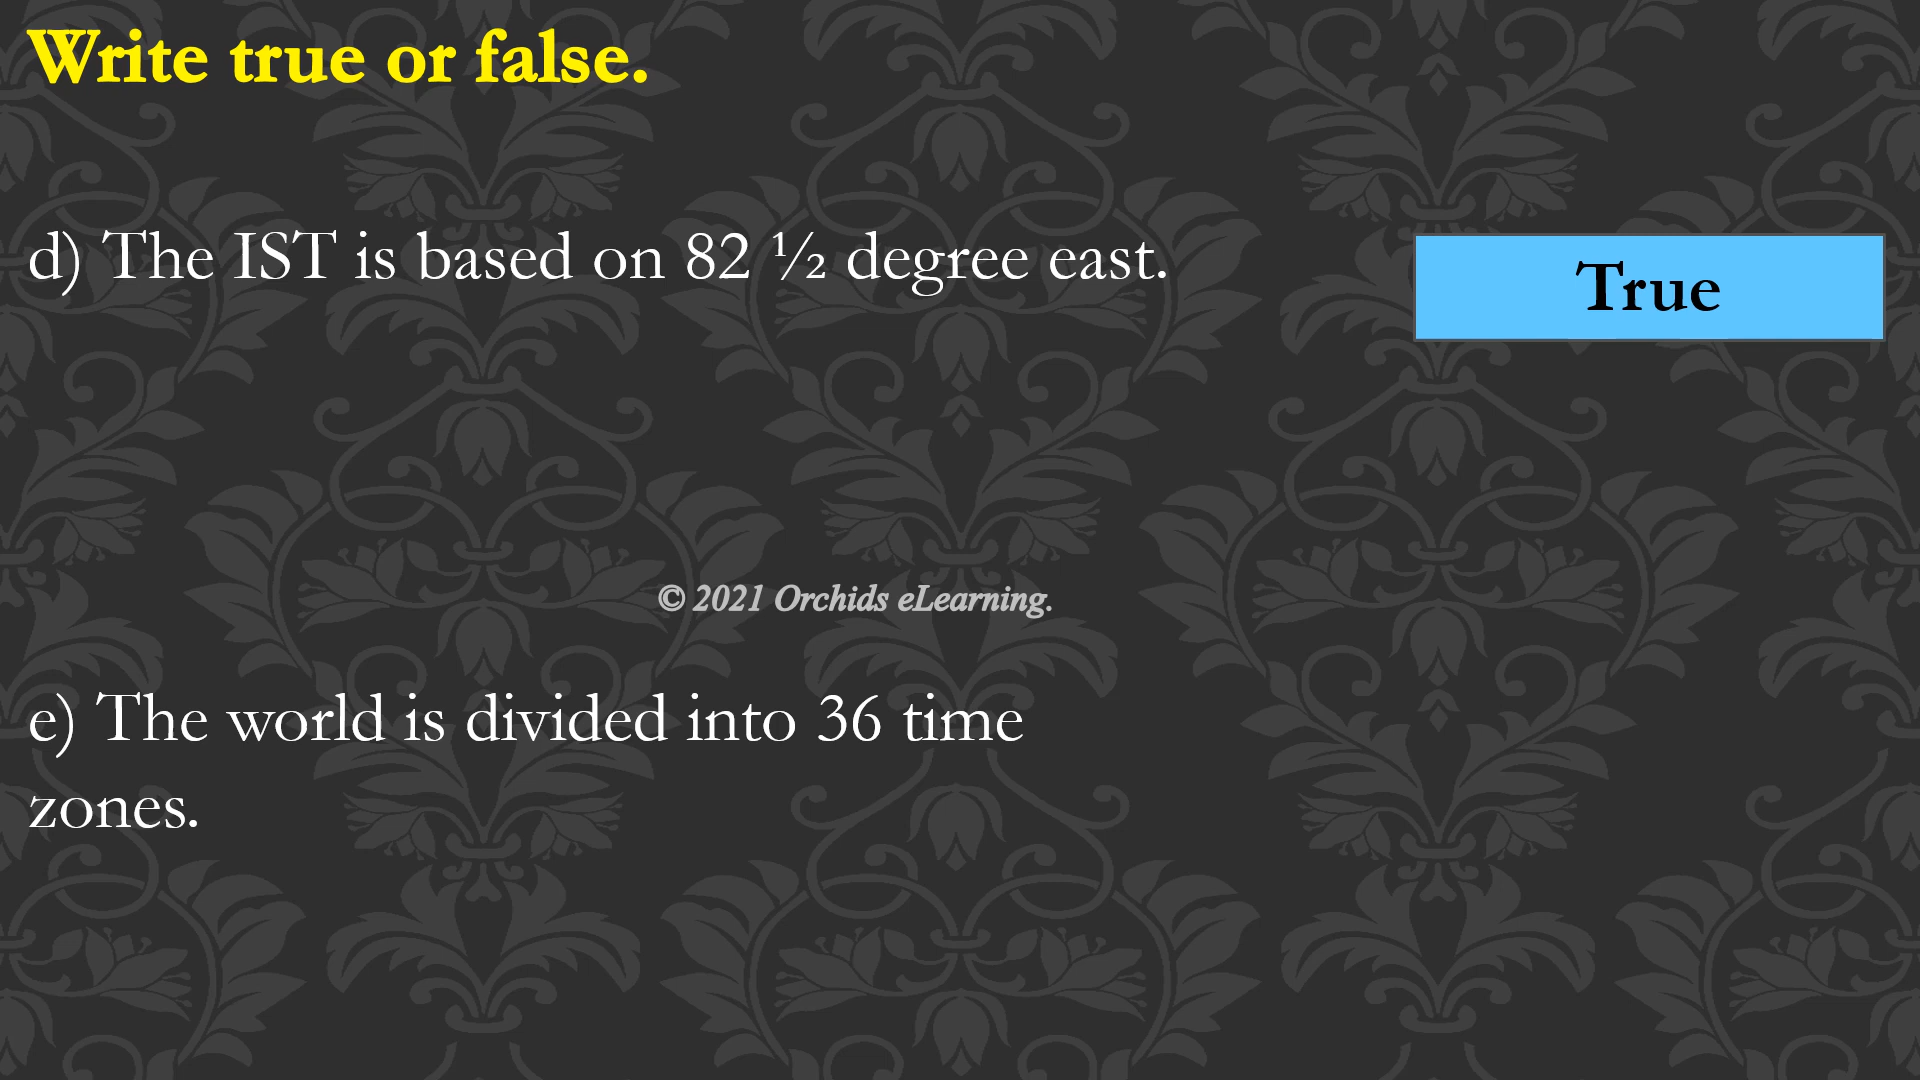 Write true or false.
d) The IST is based on 82 ½ degree east.
True
© 2021 Orchids eLearning.
e) The world is divided into 36 time
zones.